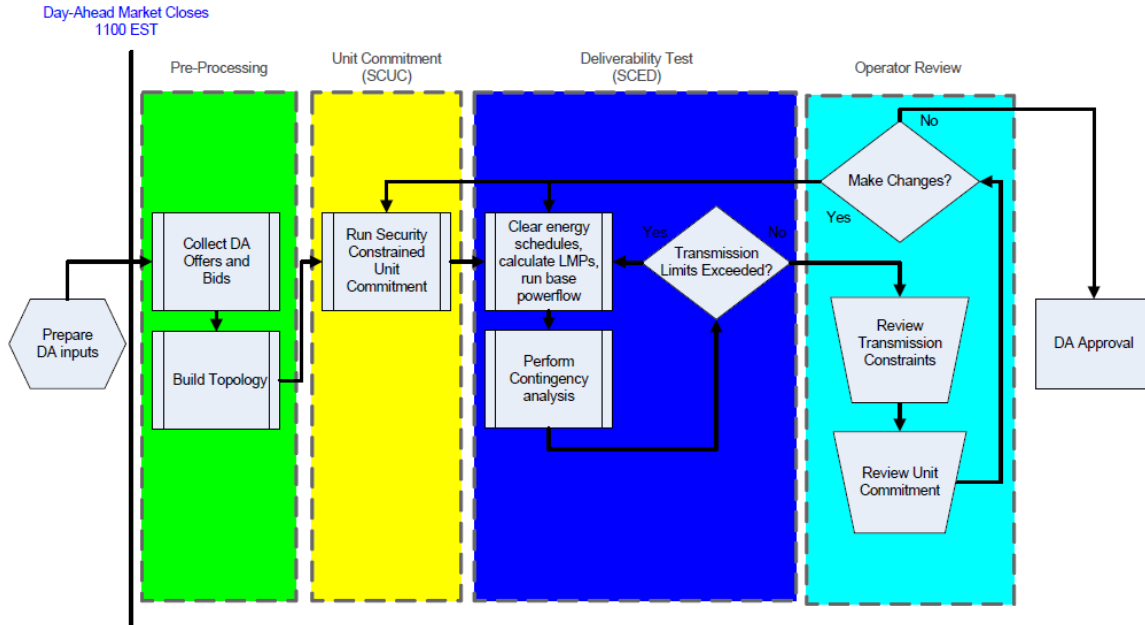 Day-Ahead Market Closes
1100 EST
Pre-Processing
Unit Commitment
(SCUC)
Deliverability Test
(SCED)
Operator Review
Prepare
DA inputs
Collect DA
Offers and
Bids
Build Topology
Run Security
Constrained
Unit
Commitment
Clear energy
schedules,
calculate LMPs,
run base
powerflow
Perform
Contingency
analysis
Yes
No
Transmission
Limits Exceeded?
No
Make Changes?
Yes
Review
Transmission
Constraints
Review Unit
Commitment
DA Approval